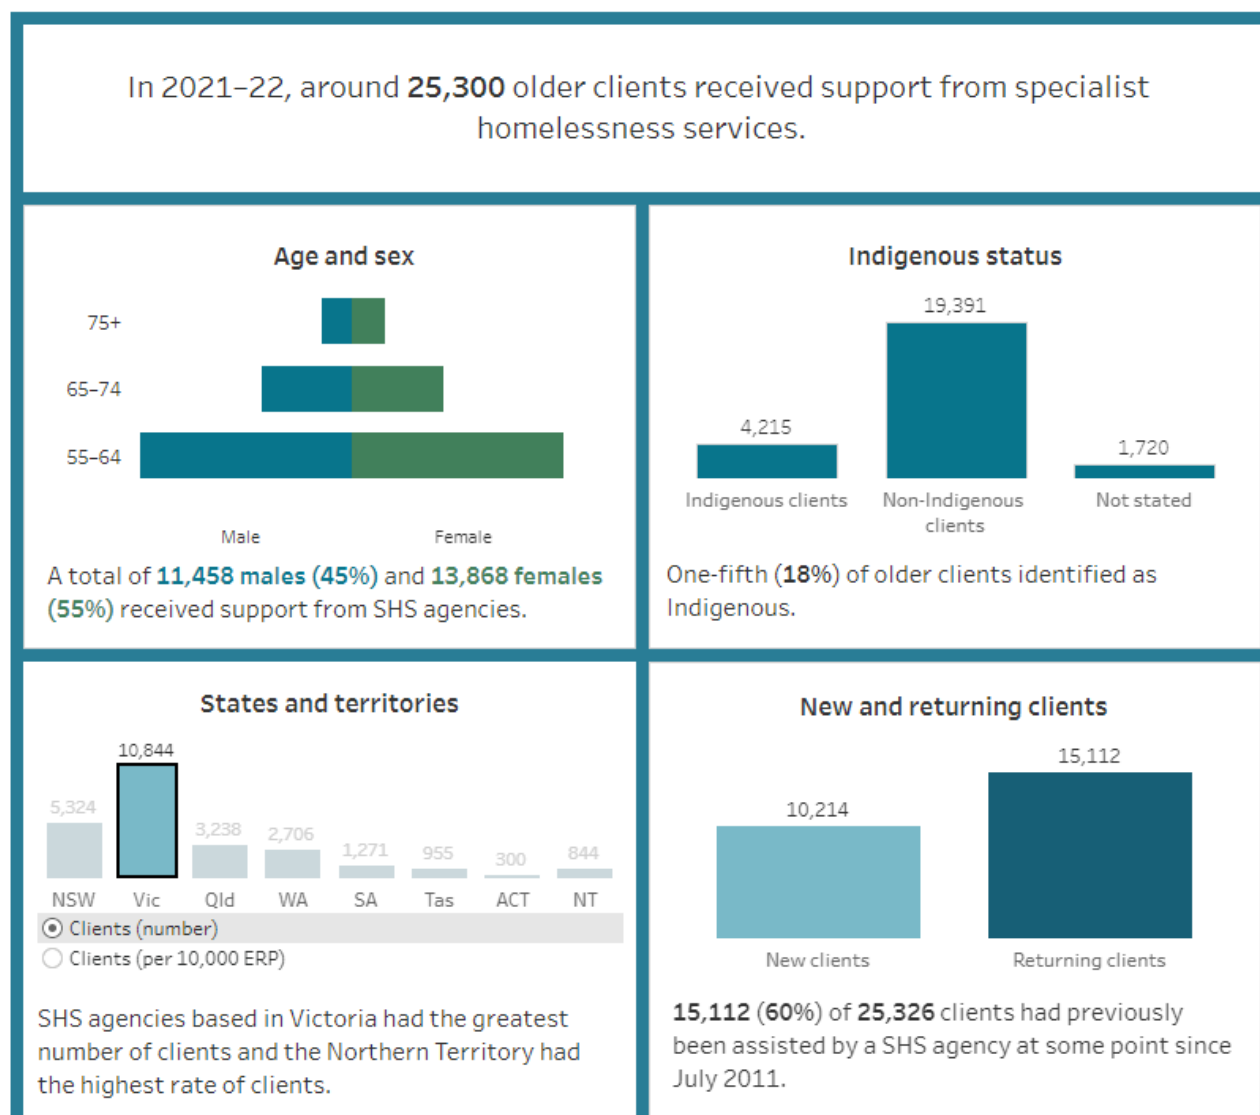 In 2021–22, around 25,300 older clients received support from specialist
homelessness services.
Age and sex
75+
65–74
55–64
Male Female
A total of 11,458 males (45%) and 13,868 females
(55%) received support from SHS agencies.
Indigenous status
19,391
4,215
1,720
Indigenous clients Non-Indigenous Not stated
clients
One-fifth (18%) of older clients identified as
Indigenous.
States and territories
10,844
5,324
3,238
2,706
1,271
955
300
844
NSW Vic Qld WA SA Tas ACT NT
Clients (number)
Clients (per 10,000 ERP)
SHS agencies based in Victoria had the greatest
number of clients and the Northern Territory had
the highest rate of clients.
New and returning clients
15,112
10,214
New clients Returning clients
15,112 (60%) of 25,326 clients had previously
been assisted by a SHS agency at some point since
July 2011.